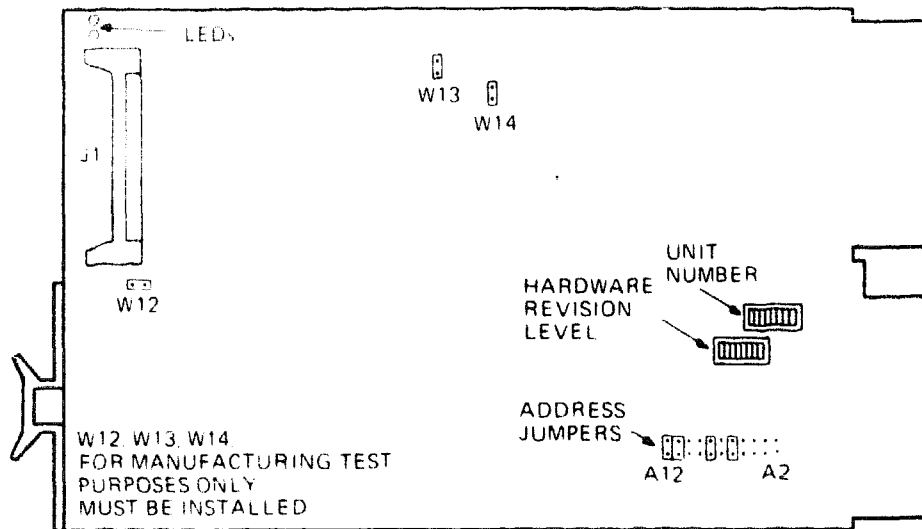 LEDs
W13
W14
J1
UNIT
NUMBER
HARDWARE
REVISION
LEVEL
W12
ADDRESS
JUMPERS
A12
A2
W12, W13, W14
FOR MANUFACTURING TEST
PURPOSES ONLY
MUST BE INSTALLED